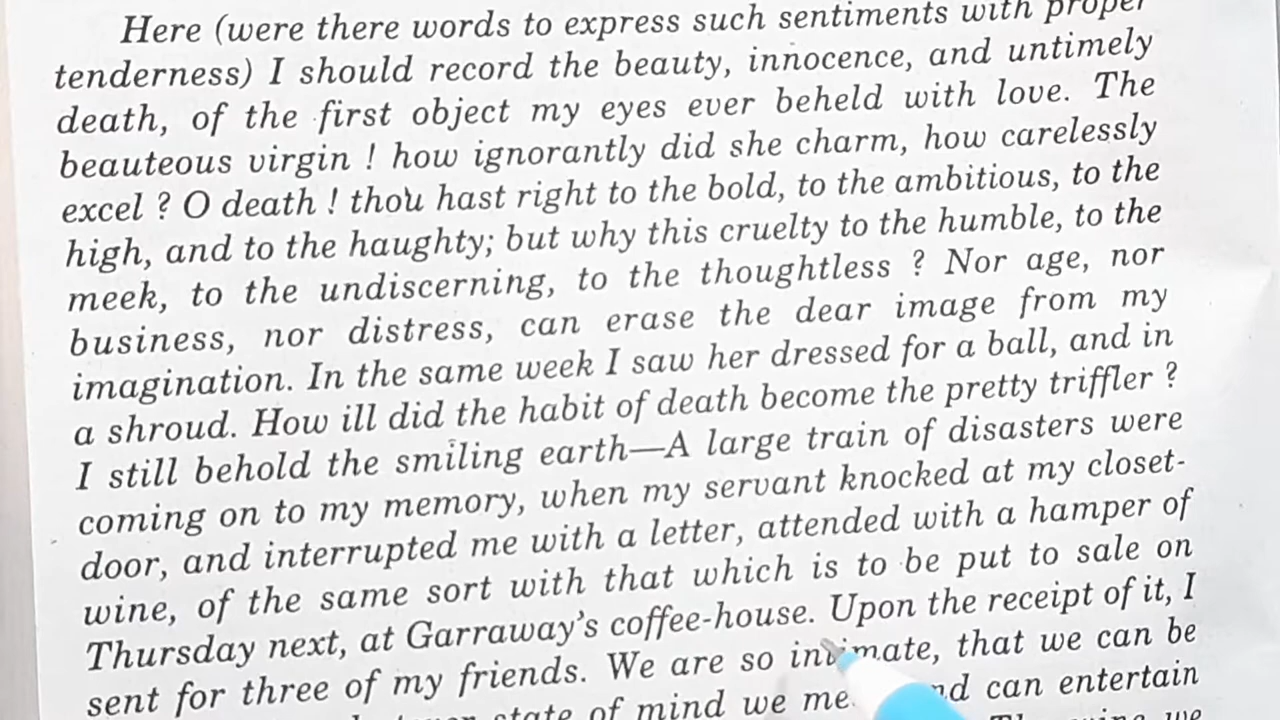 Here (were there words to express such sentiments with proper
tenderness) I should record the beauty, innocence, and untimely
death, of the first object my eyes ever beheld with love. The
beauteous virgin ! how ignorantly did she charm, how carelessly
excel ? O death ! thou hast right to the bold, to the ambitious, to the
high, and to the haughty; but why this cruelty to the humble, to the
meek, to the undiscerning, to the thoughtless ? Nor age, nor
business, nor distress, can erase the dear image from my
imagination. In the same week I saw her dressed for a ball, and in
a shroud. How ill did the habit of death become the pretty triffler ?
I still behold the smiling earth—A large train of disasters were
coming on to my memory, when my servant knocked at my closet-
door, and interrupted me with a letter, attended with a hamper of
wine, of the same sort with that which is to be put to sale on
Thursday next, at Garraway's coffee-house. Upon the receipt of it, I
sent for three of my friends. We are so intimate, that we can be
state of mind we can entertain